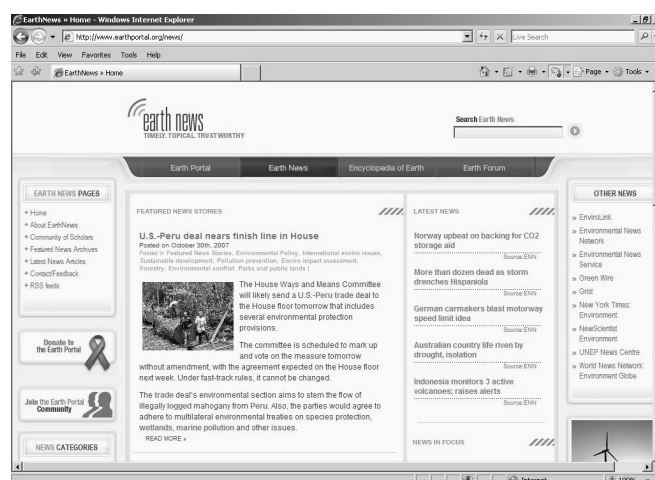 EarthNews » Home - Windows Internet Explorer
http://www.earthportal.org/news/
Live Search
File Edit View Favorites Tools Help
EarthNews » Home
Page Tools
earth news
TIMELY. TOPICAL. TRUSTWORTHY
Search Earth News
Earth Portal Earth News Encyclopedia of Earth Earth Forum
EARTH NEWS PAGES
+ Home
+ About EarthNews
+ Community of Scholars
+ Featured News Archives
+ Latest News Articles
+ Contact/Feedback
+ RSS feeds
Donate to
the Earth Portal
Join the Earth Portal
Community
NEWS CATEGORIES
FEATURED NEWS STORIES
U.S.-Peru deal nears finish line in House
Posted on October 30th, 2007
Posted in Featured News Stories, Environmental Policy, International enviro issues,
Sustainable development, Pollution prevention, Enviro impact assessment,
Forestry, Environmental conflict, Parks and public lands |
The House Ways and Means Committee
will likely send a U.S.-Peru trade deal to
the House floor tomorrow that includes
several environmental protection
provisions.
The committee is scheduled to mark up
and vote on the measure tomorrow
without amendment, with the agreement expected on the House floor
next week. Under fast-track rules, it cannot be changed.
The trade deal's environmental section aims to stem the flow of
illegally logged mahogany from Peru. Also, the parties would agree to
adhere to multilateral environmental treaties on species protection,
wetlands, marine pollution and other issues.
READ MORE »
LATEST NEWS
Norway upbeat on backing for CO2
storage aid
Source: ENN
More than dozen dead as storm
drenches Hispaniola
Source: ENN
German carmakers blast motorway
speed limit idea
Source: ENN
Australian country life riven by
drought, isolation
Source: ENN
Indonesia monitors 3 active
volcanoes; raises alerts
Source: ENN
NEWS IN FOCUS
OTHER NEWS
» EnviroLink
» Environmental News
Network
» Environmental News
Service
» Green Wire
» Grist
» New York Times:
Environment
» NewScientist
Environment
» UNEP News Centre
» World News Network:
Environment Globe
Internet
100%